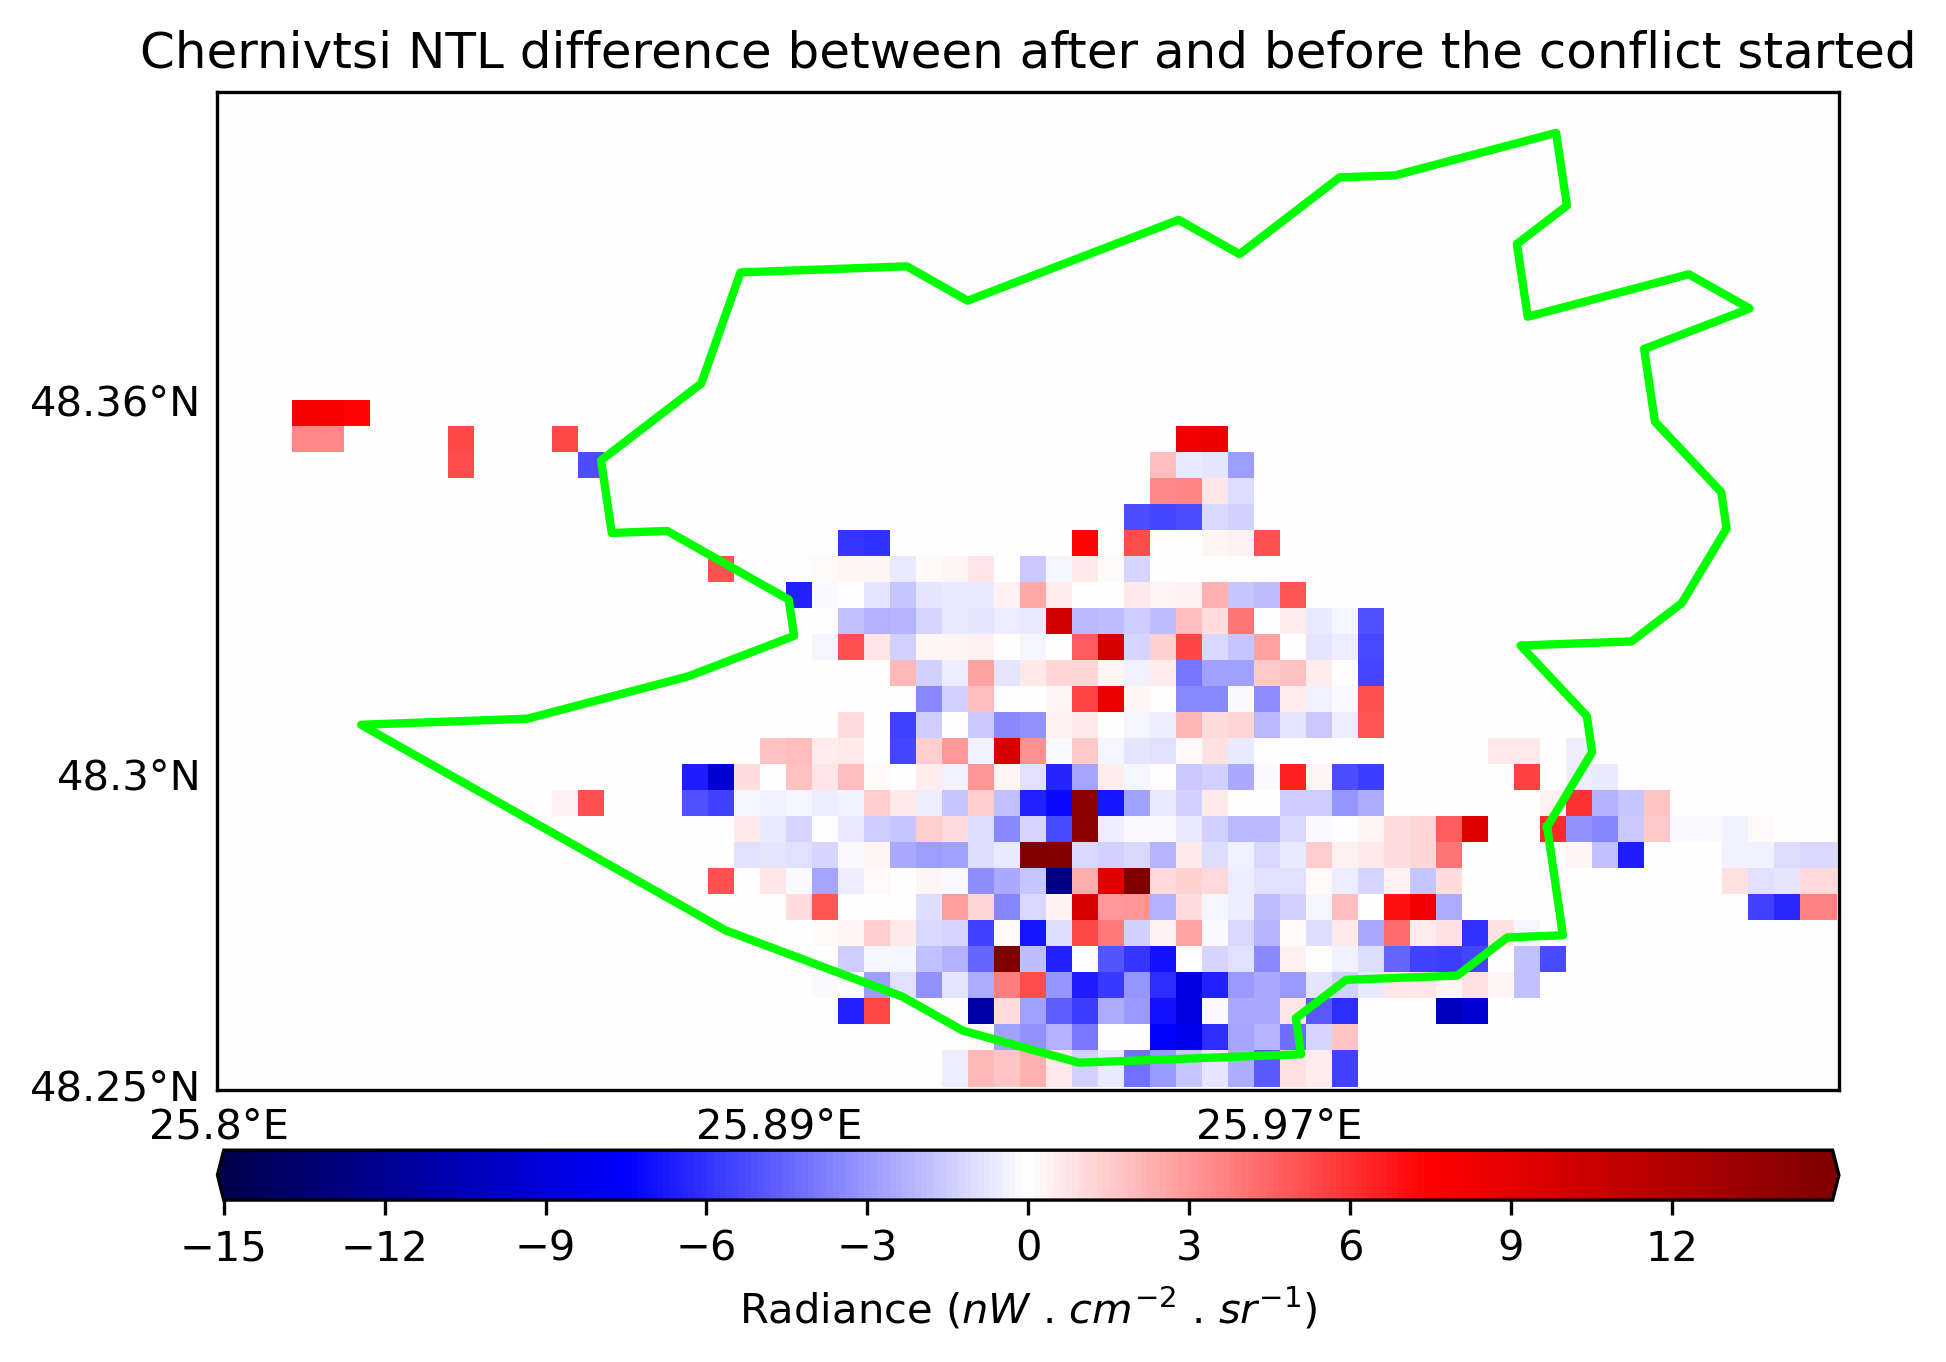 Chernivtsi NTL difference between after and before the conflict started
48.36°N
48.3°N
48.25°N
25.8°E 25.89°E 25.97°E
−15 −12 −9 −6 −3 0 3 6 9 12
Radiance (nW . cm⁻² . sr⁻¹)